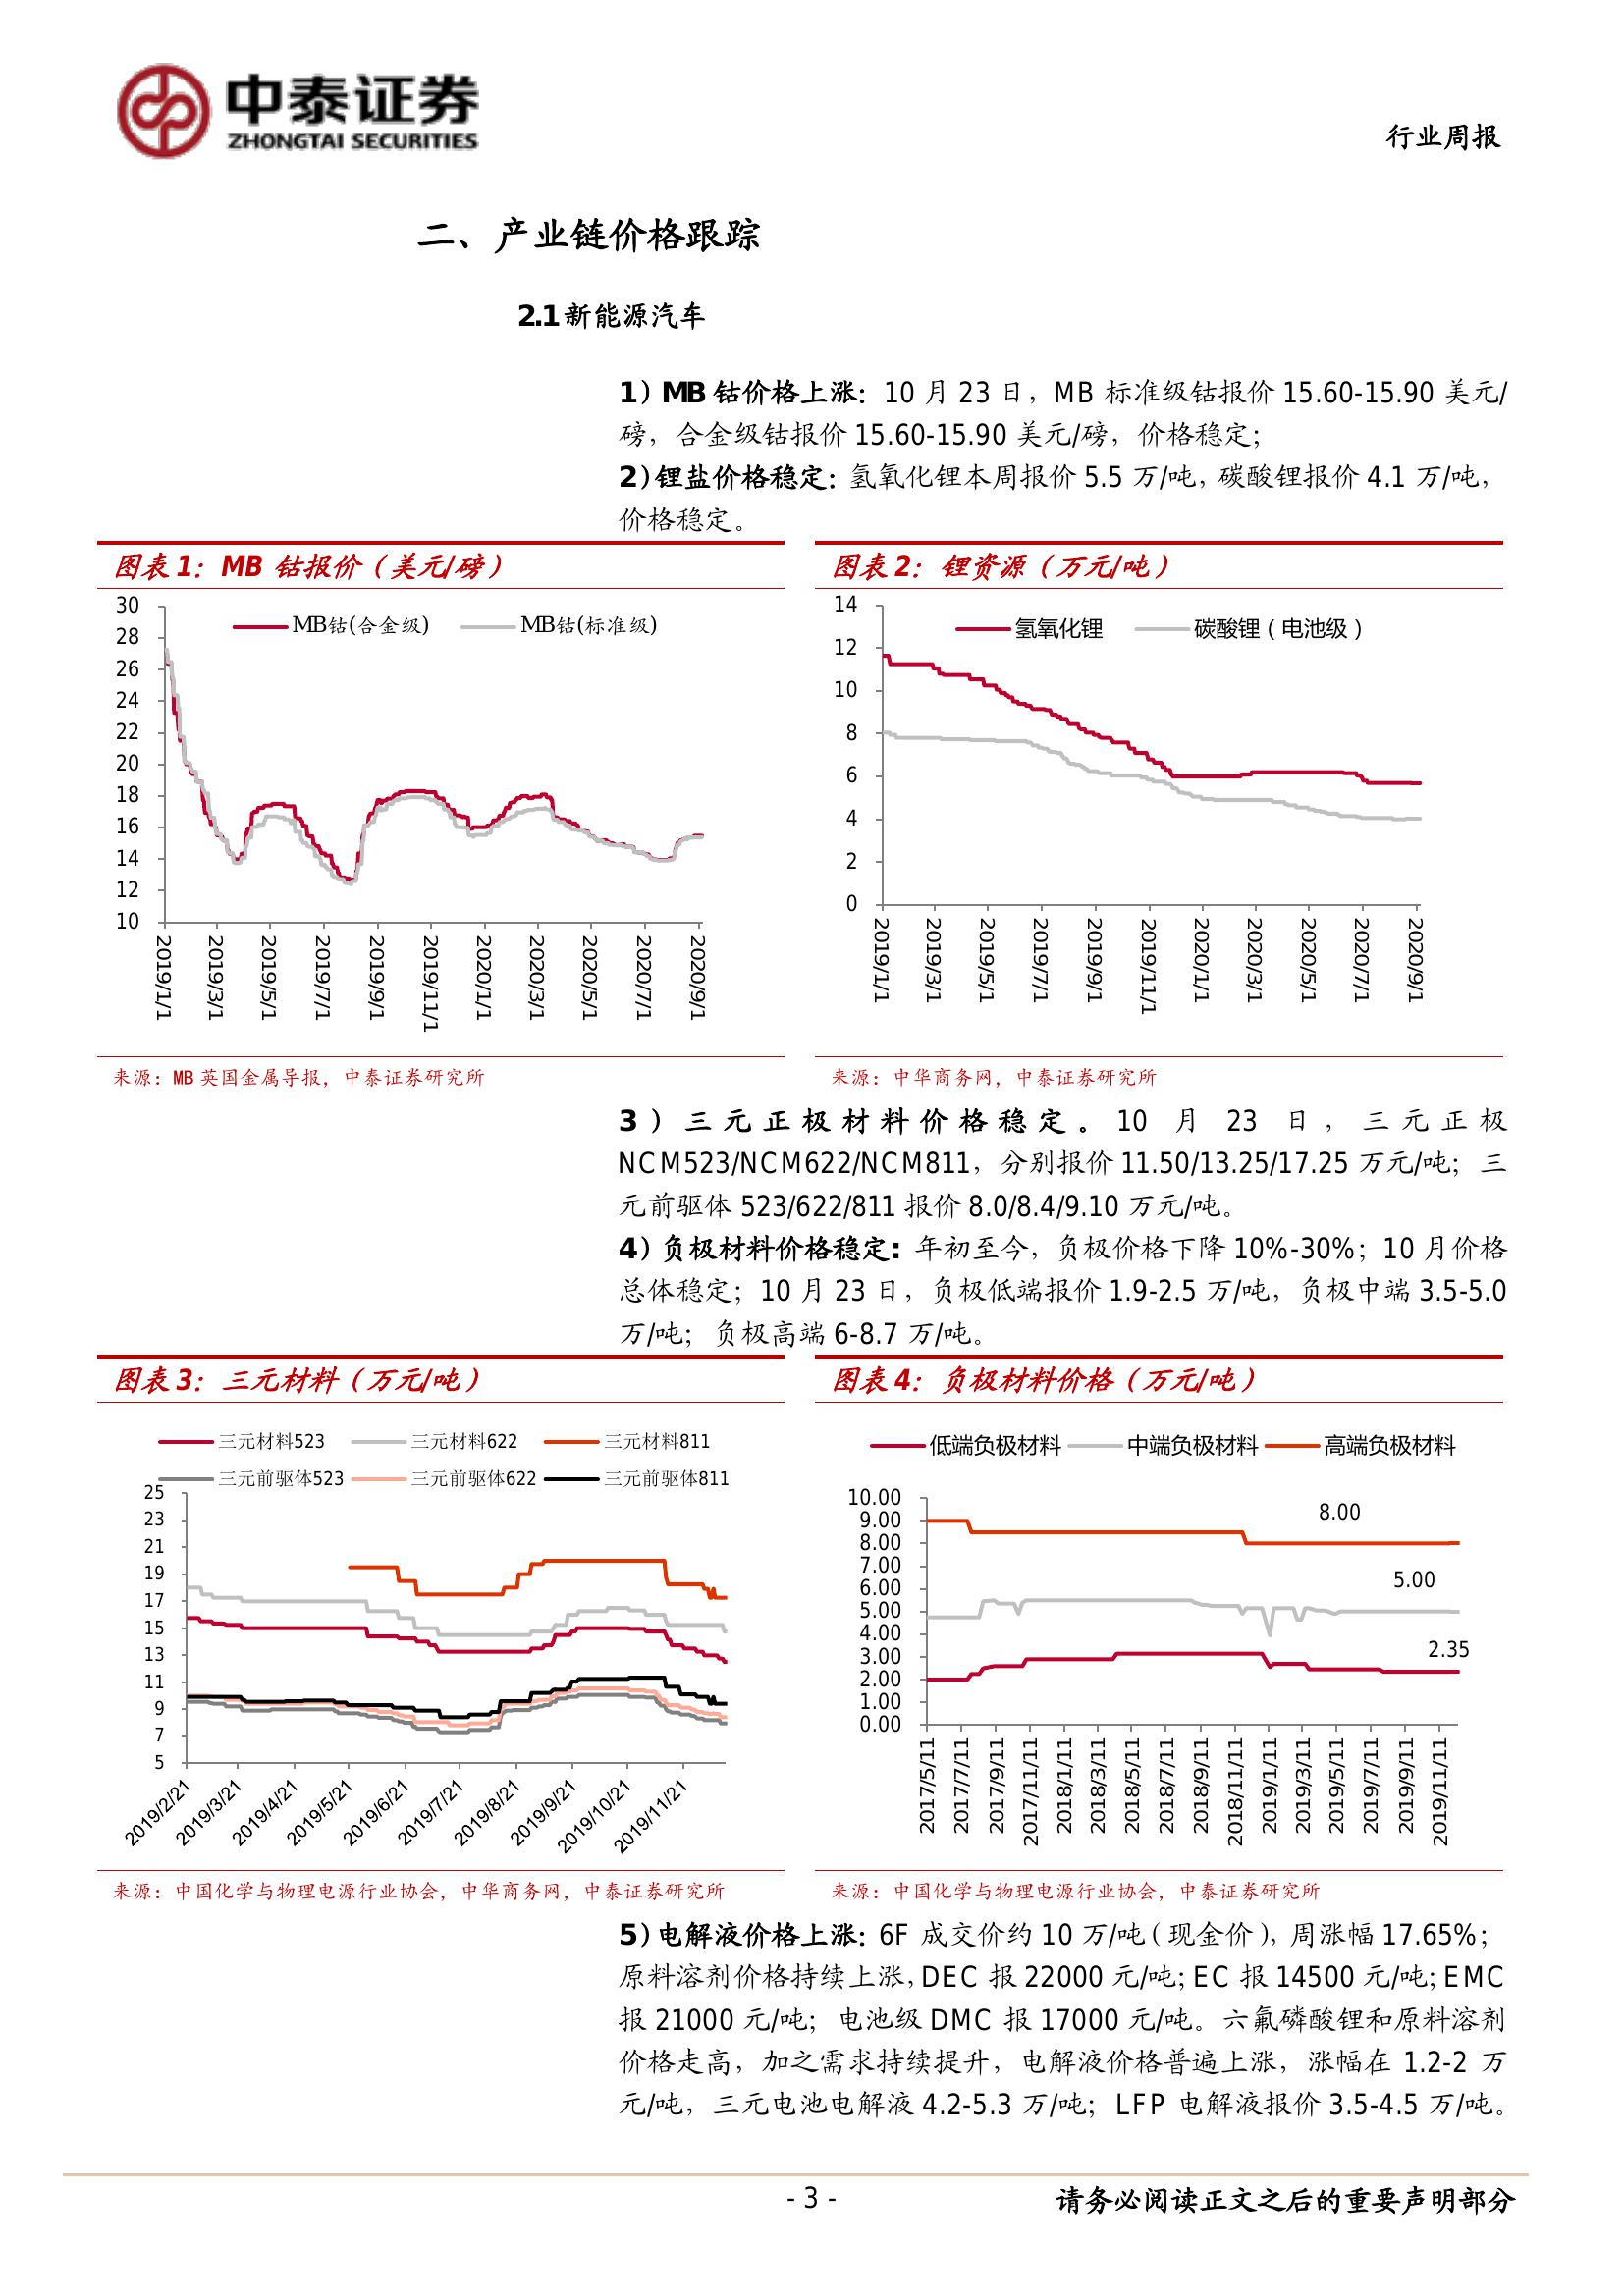 中泰证券
ZHONGTAI SECURITIES
行业周报
二、产业链价格跟踪
2.1 新能源汽车
1）MB 钴价格上涨：10 月 23 日，MB 标准级钴报价 15.60-15.90 美元/
磅，合金级钴报价 15.60-15.90 美元/磅，价格稳定；
2）锂盐价格稳定：氢氧化锂本周报价 5.5 万/吨，碳酸锂报价 4.1 万/吨，
价格稳定。
图表 1：MB 钴报价（美元/磅）
30
28
26
24
22
20
18
16
14
12
10
MB钴(合金级)
MB钴(标准级)
2019/1/1
2019/3/1
2019/5/1
2019/7/1
2019/9/1
2019/11/1
2020/1/1
2020/3/1
2020/5/1
2020/7/1
2020/9/1
来源：MB 英国金属导报，中泰证券研究所
图表 2：锂资源（万元/吨）
14
12
10
8
6
4
2
0
氢氧化锂
碳酸锂（电池级）
2019/1/1
2019/3/1
2019/5/1
2019/7/1
2019/9/1
2019/11/1
2020/1/1
2020/3/1
2020/5/1
2020/7/1
2020/9/1
来源：中华商务网，中泰证券研究所
3）三元正极材料价格稳定。10 月 23 日，三元正极
NCM523/NCM622/NCM811，分别报价 11.50/13.25/17.25 万元/吨；三
元前驱体 523/622/811 报价 8.0/8.4/9.10 万元/吨。
4）负极材料价格稳定：年初至今，负极价格下降 10%-30%；10 月价格
总体稳定；10 月 23 日，负极低端报价 1.9-2.5 万/吨，负极中端 3.5-5.0
万/吨；负极高端 6-8.7 万/吨。
图表 3：三元材料（万元/吨）
三元材料523
三元材料622
三元材料811
三元前驱体523
三元前驱体622
三元前驱体811
25
23
21
19
17
15
13
11
9
7
5
2019/2/21
2019/3/21
2019/4/21
2019/5/21
2019/6/21
2019/7/21
2019/8/21
2019/9/21
2019/10/21
2019/11/21
来源：中国化学与物理电源行业协会，中华商务网，中泰证券研究所
图表 4：负极材料价格（万元/吨）
低端负极材料
中端负极材料
高端负极材料
10.00
9.00
8.00
7.00
6.00
5.00
4.00
3.00
2.00
1.00
0.00
8.00
5.00
2.35
2017/5/11
2017/7/11
2017/9/11
2017/11/11
2018/1/11
2018/3/11
2018/5/11
2018/7/11
2018/9/11
2018/11/11
2019/1/11
2019/3/11
2019/5/11
2019/7/11
2019/9/11
2019/11/11
来源：中国化学与物理电源行业协会，中泰证券研究所
5）电解液价格上涨：6F 成交价约 10 万/吨（现金价），周涨幅 17.65%；
原料溶剂价格持续上涨，DEC 报 22000 元/吨；EC 报 14500 元/吨；EMC
报 21000 元/吨；电池级 DMC 报 17000 元/吨。六氟磷酸锂和原料溶剂
价格走高，加之需求持续提升，电解液价格普遍上涨，涨幅在 1.2-2 万
元/吨，三元电池电解液 4.2-5.3 万/吨；LFP 电解液报价 3.5-4.5 万/吨。
- 3 -
请务必阅读正文之后的重要声明部分